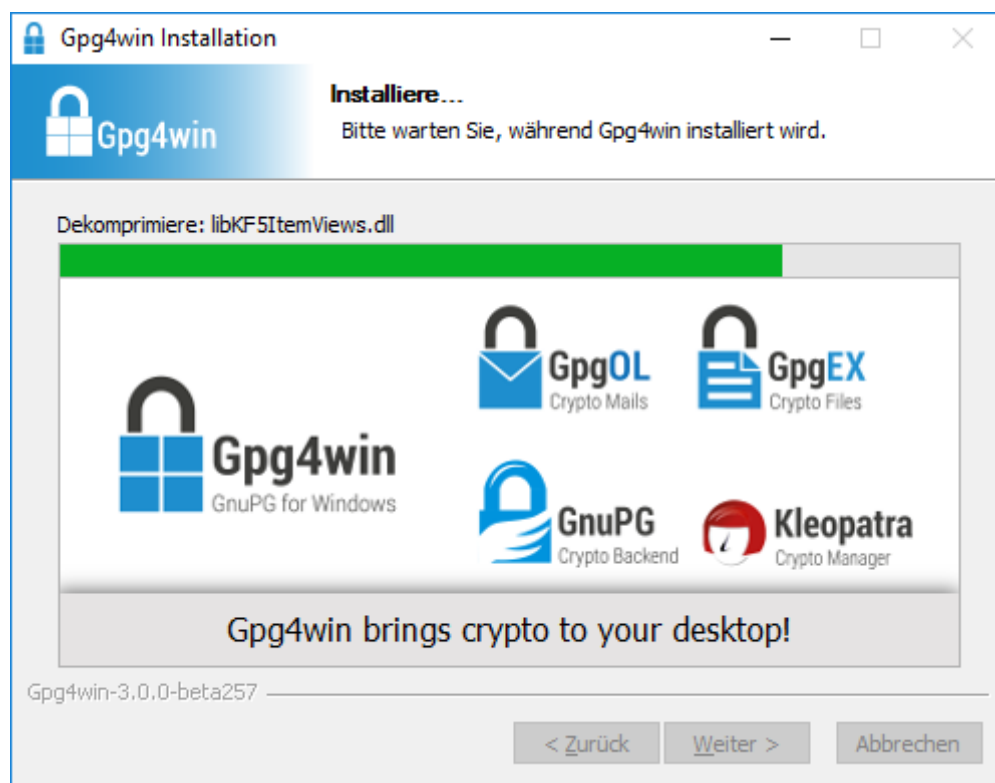 Gpg4win Installation
Gpg4win
Installiere...
Bitte warten Sie, während Gpg4win installiert wird.
Dekomprimiere: libKF5ItemViews.dll
GpgOL
Crypto Mails
GpgEX
Crypto Files
Gpg4win
GnuPG for Windows
GnuPG
Crypto Backend
Kleopatra
Crypto Manager
Gpg4win brings crypto to your desktop!
Gpg4win-3.0.0-beta257
< Zurück
Weiter >
Abbrechen